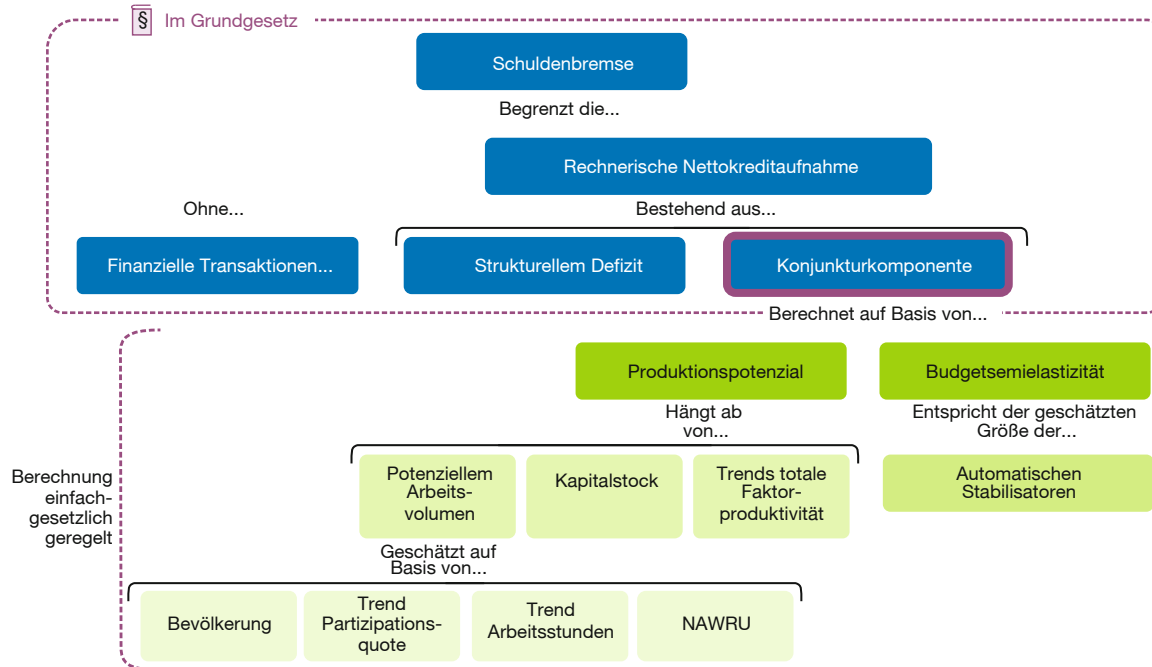 § Im Grundgesetz
Schuldenbremse
Begrenzt die...
Rechnerische Nettokreditaufnahme
Ohne...
Bestehend aus...
Finanzielle Transaktionen...
Strukturellem Defizit
Konjunkturkomponente
Berechnet auf Basis von...
Produktionspotenzial
Budgetsemielastizität
Hängt ab
von...
Entspricht der geschätzten
Größe der...
Berechnung
einfach-
gesetzlich
geregelt
Potenziellem
Arbeits-
volumen
Kapitalstock
Trends totale
Faktor-
produktivität
Automatischen
Stabilisatoren
Geschätzt auf
Basis von...
Bevölkerung
Trend
Partizipations-
quote
Trend
Arbeitsstunden
NAWRU